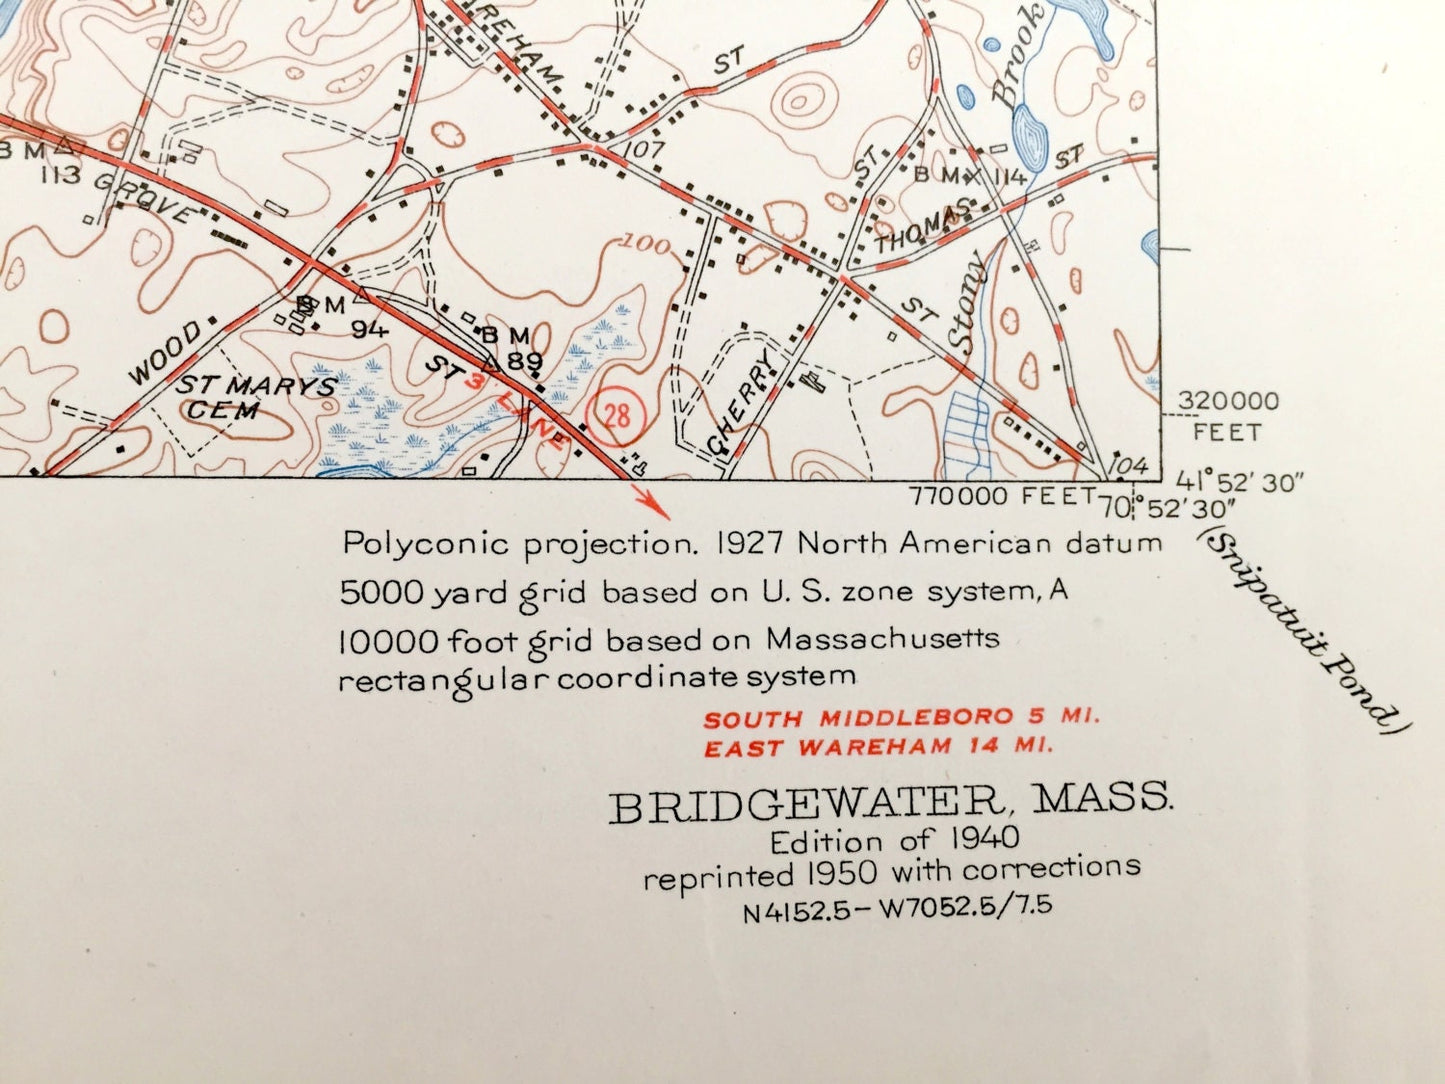 Brook
WAREHAM
ST
107
ST
ST
B M
113
GROVE
B M × 114
THOMAS
100
Stony
B M
94
B M
89
ST
WOOD
ST
3 LANE
28
ST MARYS
CEM
CHERRY
320000
FEET
104
41° 52' 30"
770000 FEET
70° 52' 30"
(Snipatuit Pond)
Polyconic projection. 1927 North American datum
5000 yard grid based on U. S. zone system, A
10000 foot grid based on Massachusetts
rectangular coordinate system
SOUTH MIDDLEBORO 5 MI.
EAST WAREHAM 14 MI.
BRIDGEWATER, MASS.
Edition of 1940
reprinted 1950 with corrections
N4152.5–W7052.5/7.5